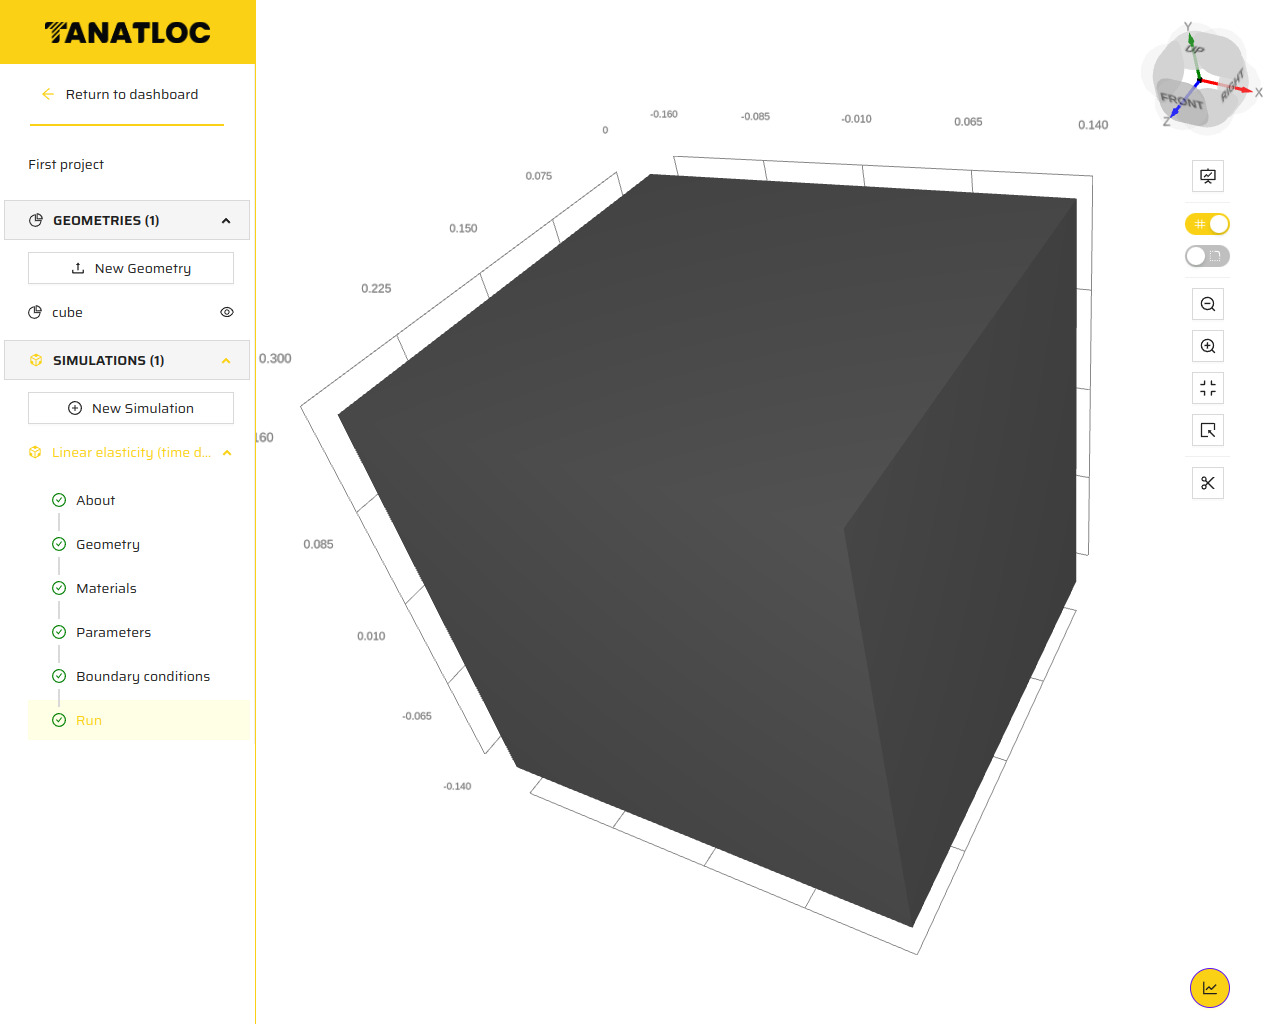 TANATLOC
Return to dashboard
First project
GEOMETRIES (1)
New Geometry
cube
SIMULATIONS (1)
New Simulation
Linear elasticity (time d...
About
Geometry
Materials
Parameters
Boundary conditions
Run
0
-0.160
-0.085
-0.010
0.065
0.140
0.075
0.150
0.225
0.300
160
0.085
0.010
-0.065
-0.140
Y
UP
RIGHT
FRONT
X
Z